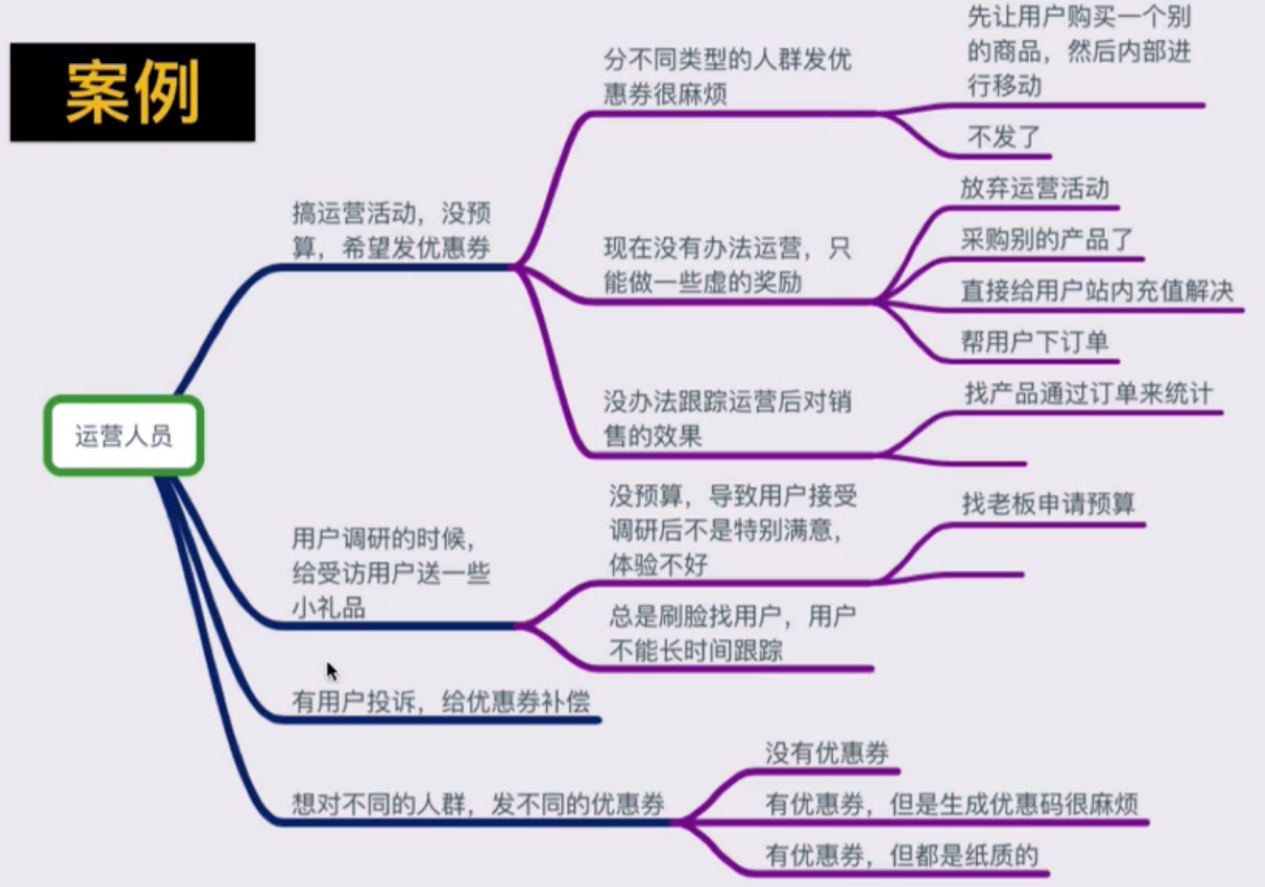 案例
运营人员
搞运营活动，没预
算，希望发优惠券
分不同类型的人群发优
惠券很麻烦
先让用户购买一个别
的商品，然后内部进
行移动
不发了
现在没有办法运营，只
能做一些虚的奖励
放弃运营活动
采购别的产品了
直接给用户站内充值解决
帮用户下订单
没办法跟踪运营后对销
售的效果
找产品通过订单来统计
用户调研的时候，
给受访用户送一些
小礼品
没预算，导致用户接受
调研后不是特别满意，
体验不好
找老板申请预算
总是刷脸找用户，用户
不能长时间跟踪
有用户投诉，给优惠券补偿
想对不同的人群，发不同的优惠券
没有优惠券
有优惠券，但是生成优惠码很麻烦
有优惠券，但都是纸质的